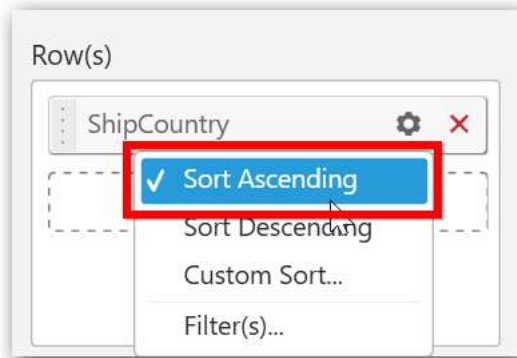 Row(s)
ShipCountry
Sort Ascending
Sort Descending
Custom Sort...
Filter(s)...